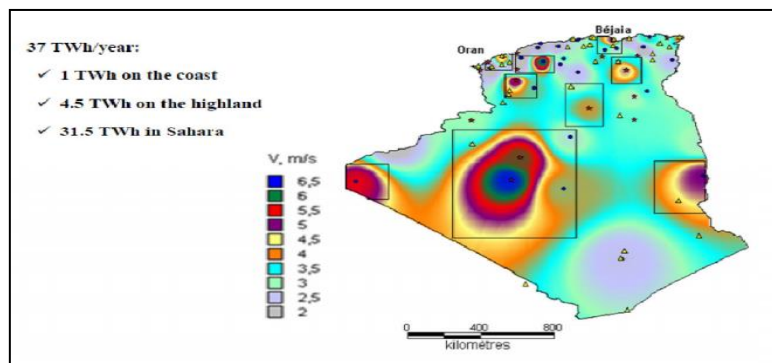 37 TWh/year:
✓ 1 TWh on the coast
✓ 4.5 TWh on the highland
✓ 31.5 TWh in Sahara
Oran
Béjaia
V, m/s
6,5
6
5,5
5
4,5
4
3,5
3
2,5
2
0 400 800
kilométres